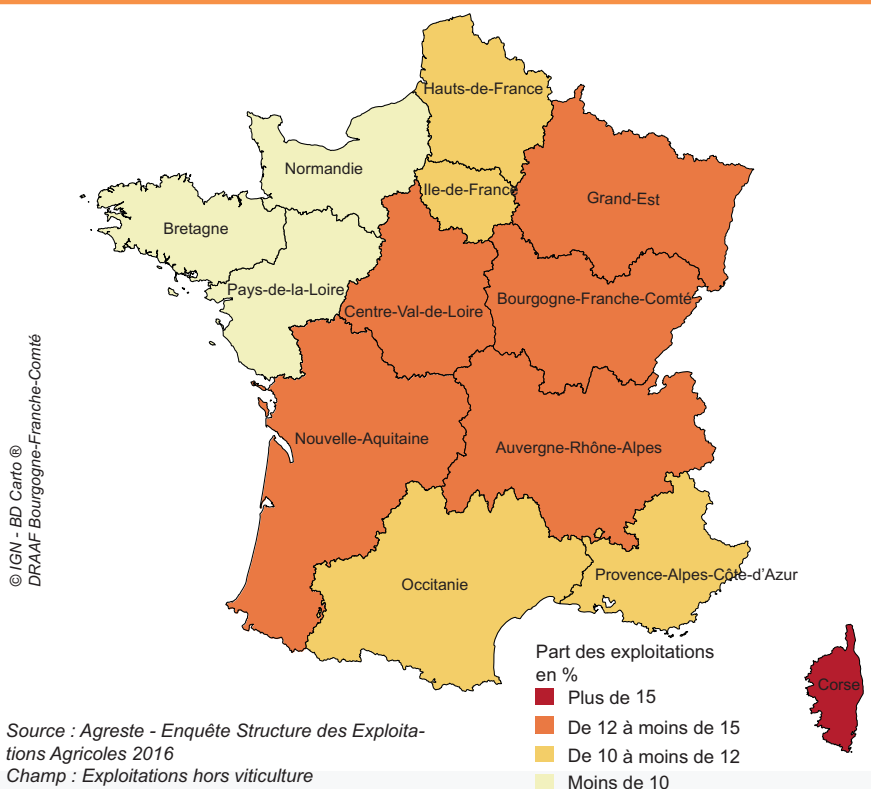 Hauts-de-France
Normandie
Ile-de-France
Grand-Est
Bretagne
Pays-de-la-Loire
Centre-Val-de-Loire
Bourgogne-Franche-Comté
Nouvelle-Aquitaine
Auvergne-Rhône-Alpes
Occitanie
Provence-Alpes-Côte-d'Azur
Corse
© IGN - BD Carto ®
DRAAF Bourgogne-Franche-Comté
Part des exploitations
en %
Plus de 15
De 12 à moins de 15
De 10 à moins de 12
Moins de 10
Source : Agreste - Enquête Structure des Exploita-
tions Agricoles 2016
Champ : Exploitations hors viticulture